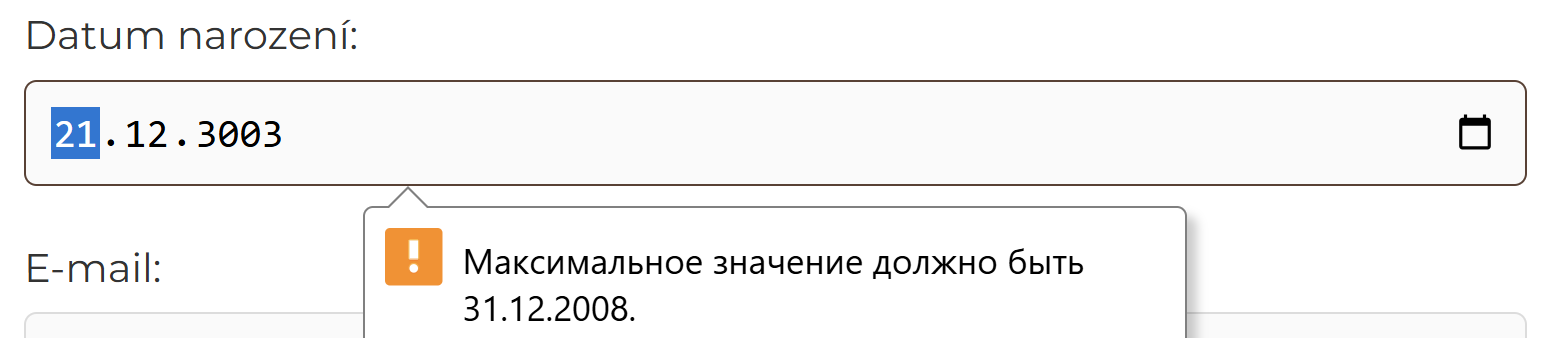 Datum narození:
21.12.3003
Максимальное значение должно быть
31.12.2008.
E-mail: